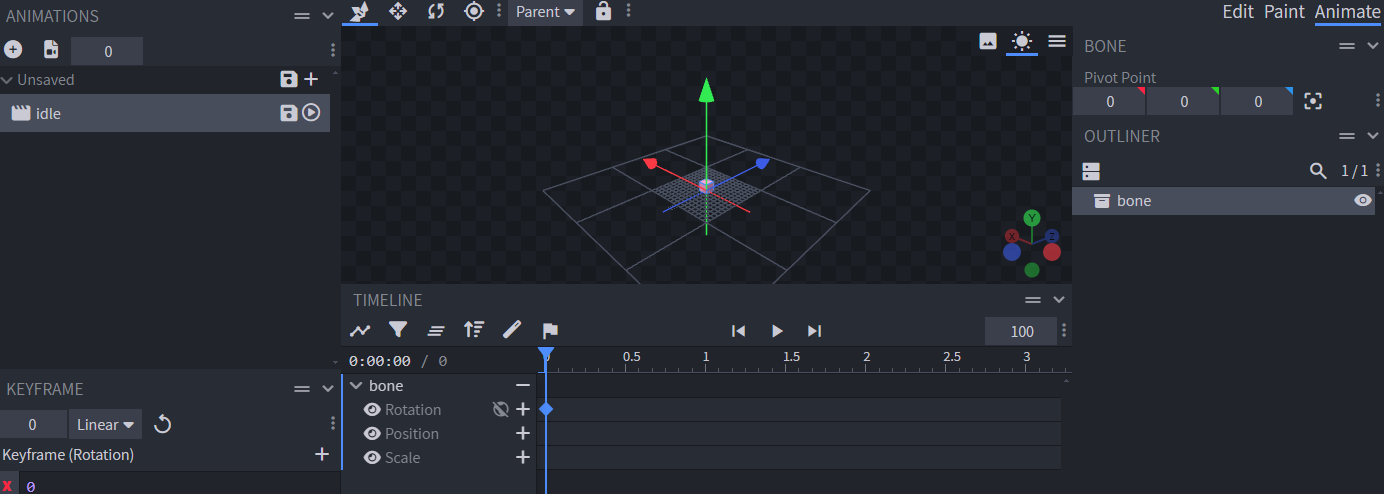 ANIMATIONS
Parent
Edit Paint Animate
0
Unsaved
idle
BONE
Pivot Point
0 0 0
OUTLINER
1 / 1
bone
Y
X
Z
TIMELINE
100
0:00:00 / 0
0 0.5 1 1.5 2 2.5 3
bone
Rotation
Position
Scale
KEYFRAME
0 Linear
Keyframe (Rotation)
X 0